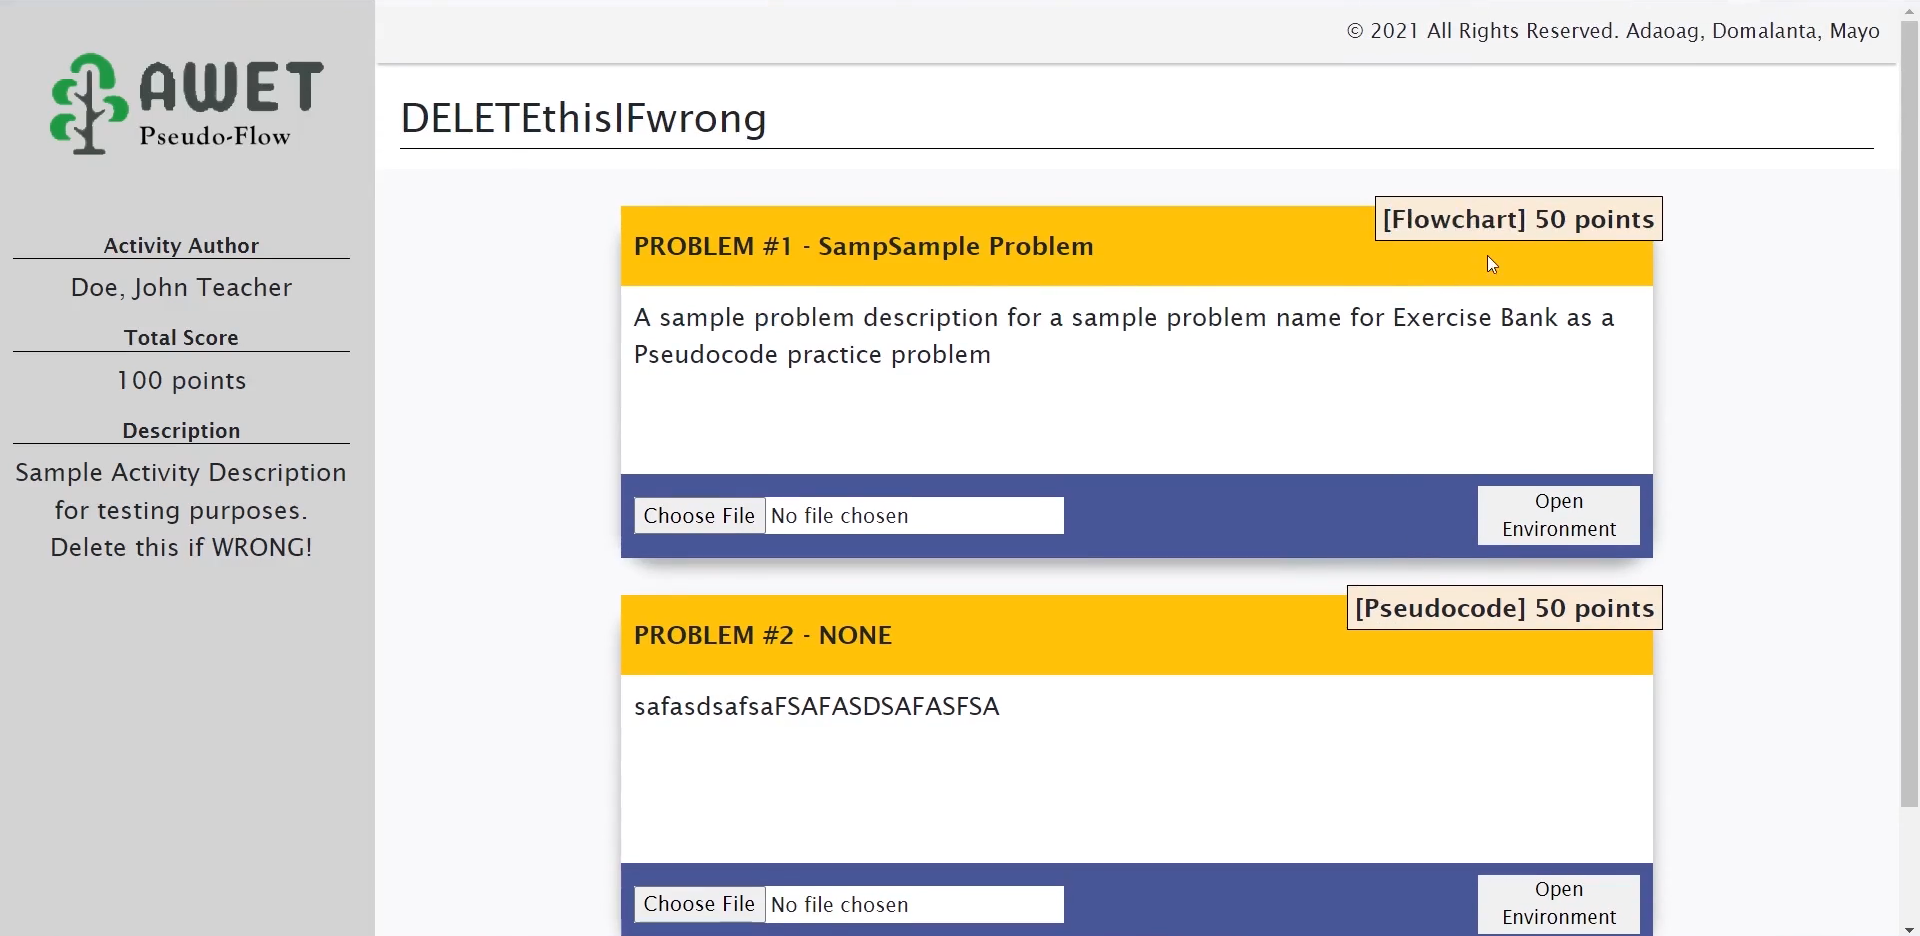 © 2021 All Rights Reserved. Adaoag, Domalanta, Mayo
AWET
Pseudo-Flow
Activity Author
Doe, John Teacher
Total Score
100 points
Description
Sample Activity Description
for testing purposes.
Delete this if WRONG!
DELETEthisIFwrong
[Flowchart] 50 points
PROBLEM #1 - SampSample Problem
A sample problem description for a sample problem name for Exercise Bank as a
Pseudocode practice problem
Choose File No file chosen
Open
Environment
[Pseudocode] 50 points
PROBLEM #2 - NONE
safasdsafsaFSAFASDSAFASFSA
Choose File No file chosen
Open
Environment